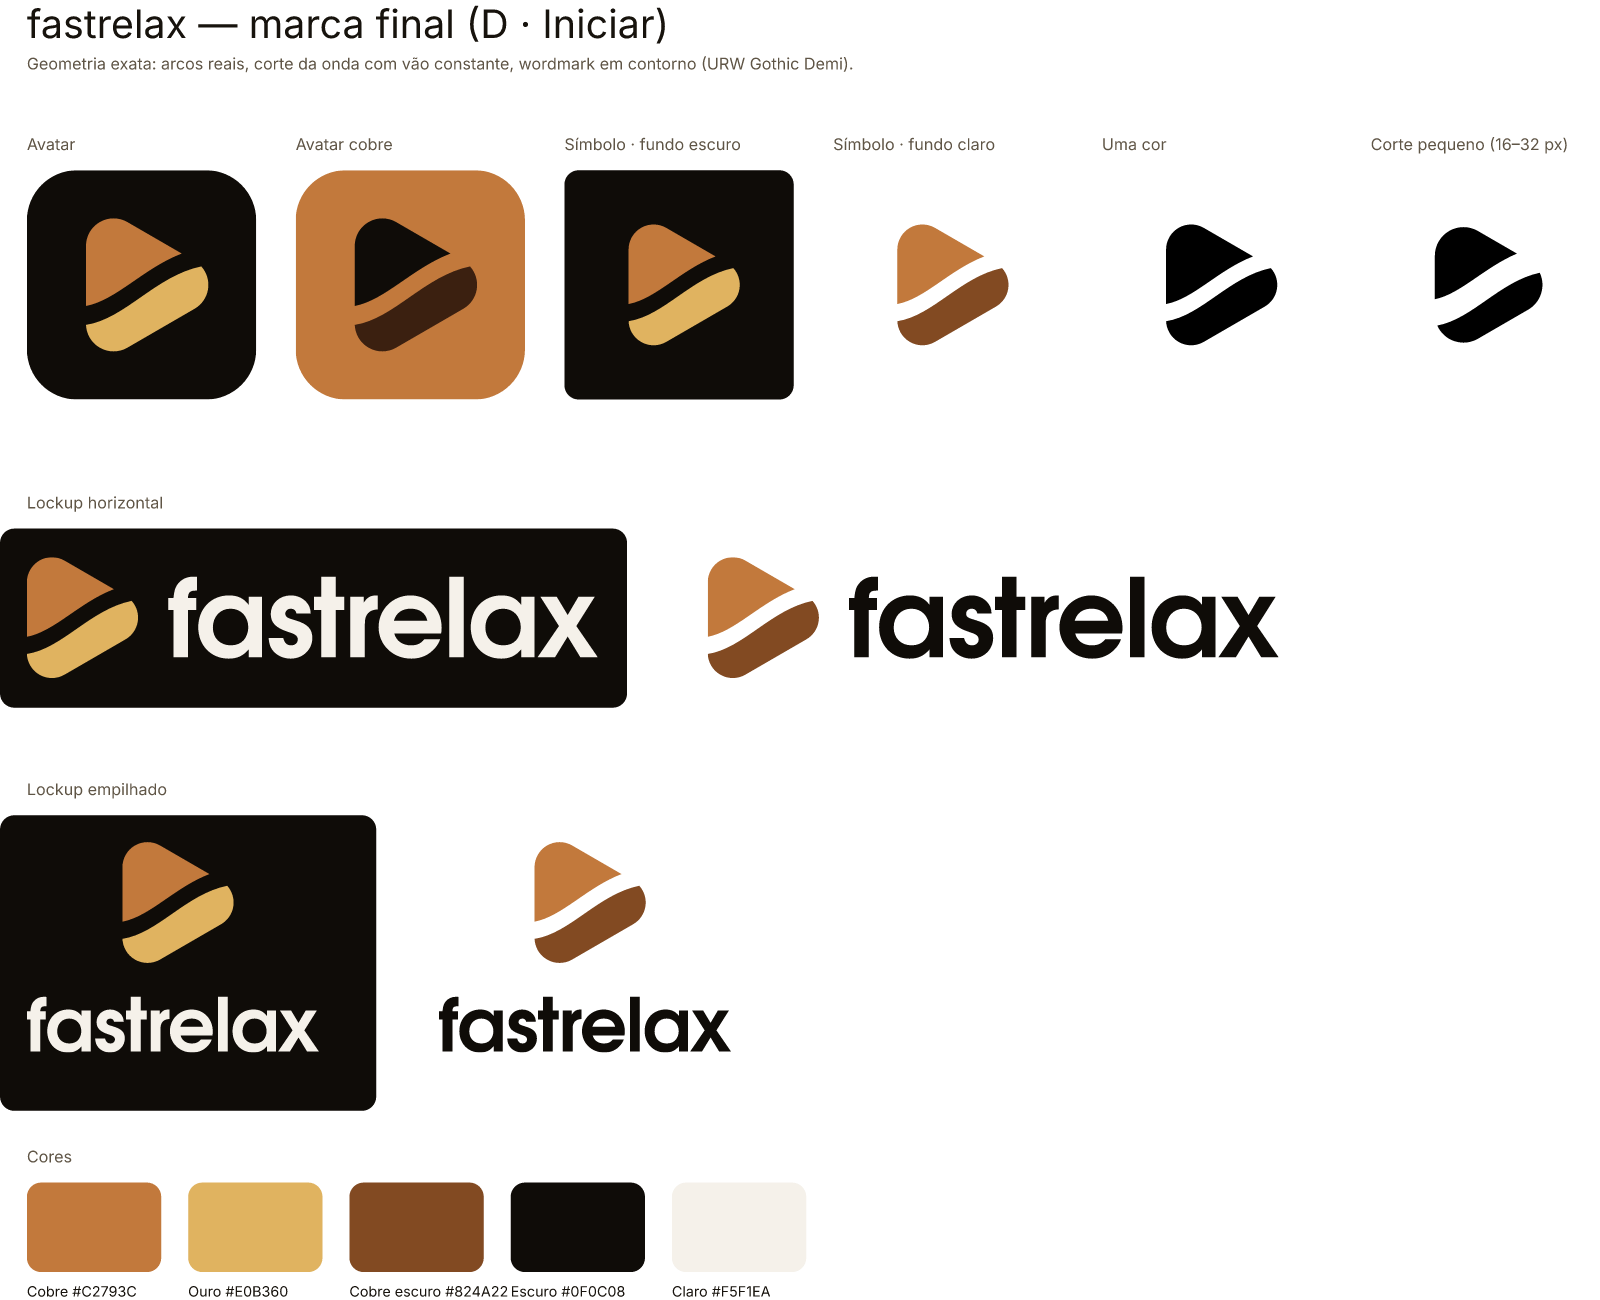 fastrelax — marca final (D · Iniciar)
Geometria exata: arcos reais, corte da onda com vão constante, wordmark em contorno (URW Gothic Demi).
Avatar
Avatar cobre
Símbolo · fundo escuro
Símbolo · fundo claro
Uma cor
Corte pequeno (16–32 px)
Lockup horizontal
fastrelax
fastrelax
Lockup empilhado
fastrelax
fastrelax
Cores
Cobre #C2793C
Ouro #E0B360
Cobre escuro #824A22
Escuro #0F0C08
Claro #F5F1EA